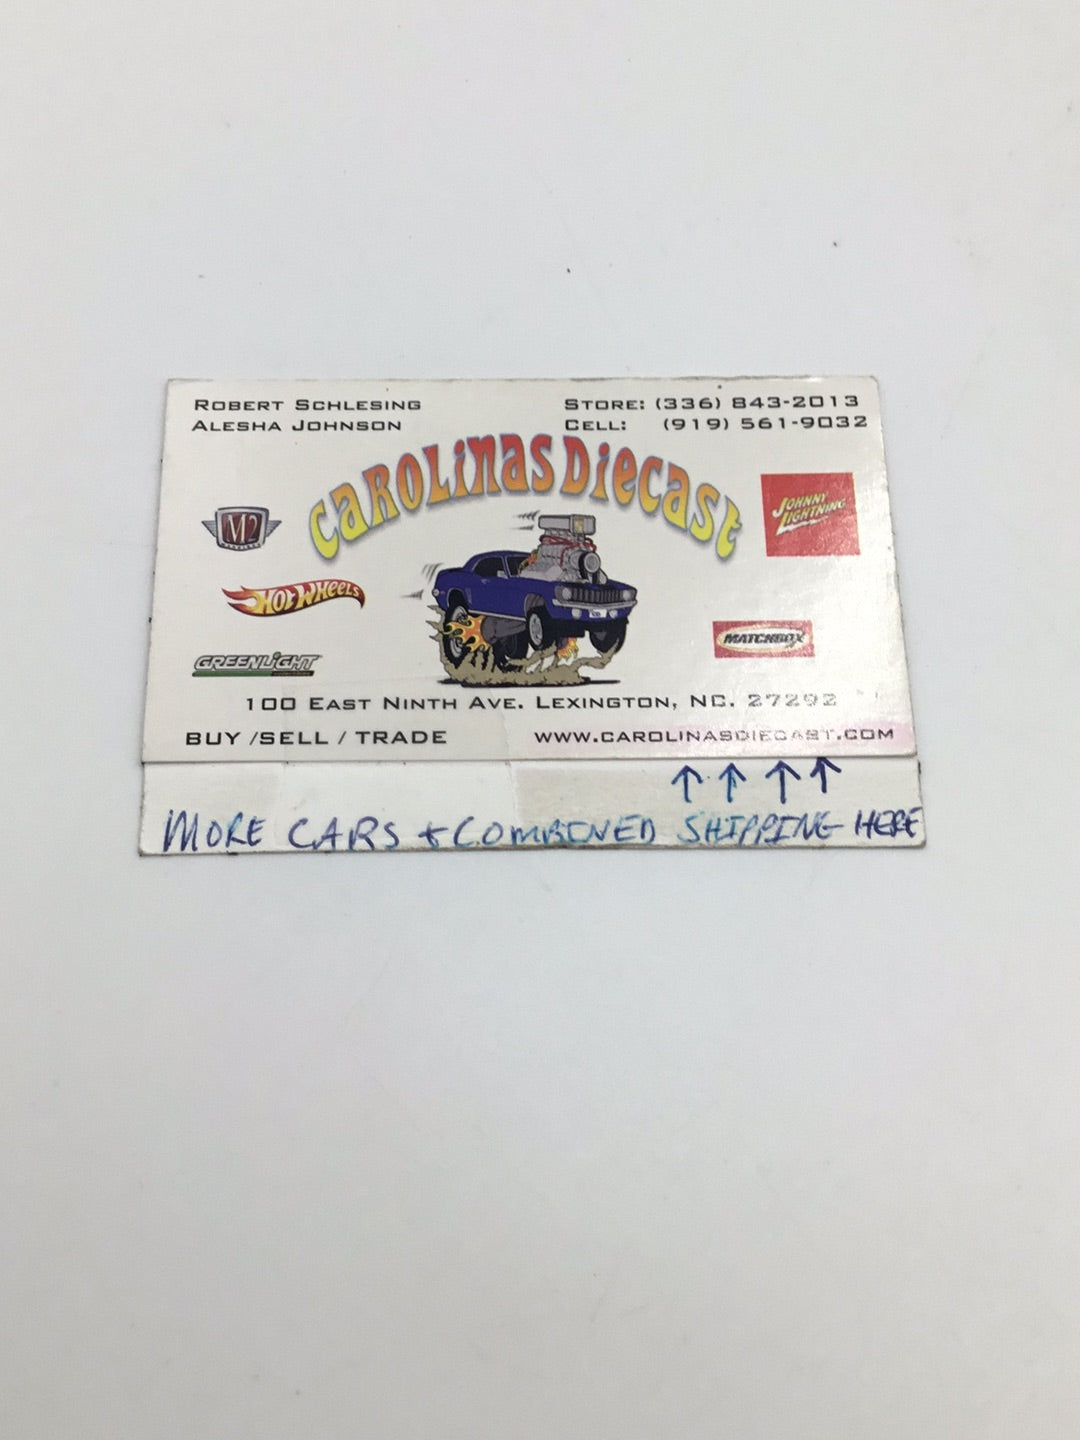 ROBERT SCHLESING
ALESHA JOHNSON
STORE: (336) 843-2013
CELL: (919) 561-9032
CAROLINAS DIECAST
M2
JOHNNY LIGHTNING
HOT WHEELS
GREENLIGHT
MATCHBOX
100 EAST NINTH AVE. LEXINGTON, NC. 27292
BUY /SELL / TRADE
WWW.CAROLINASDIECAST.COM
↑ ↑ ↑ ↑
MORE CARS + COMBINED SHIPPING HERE